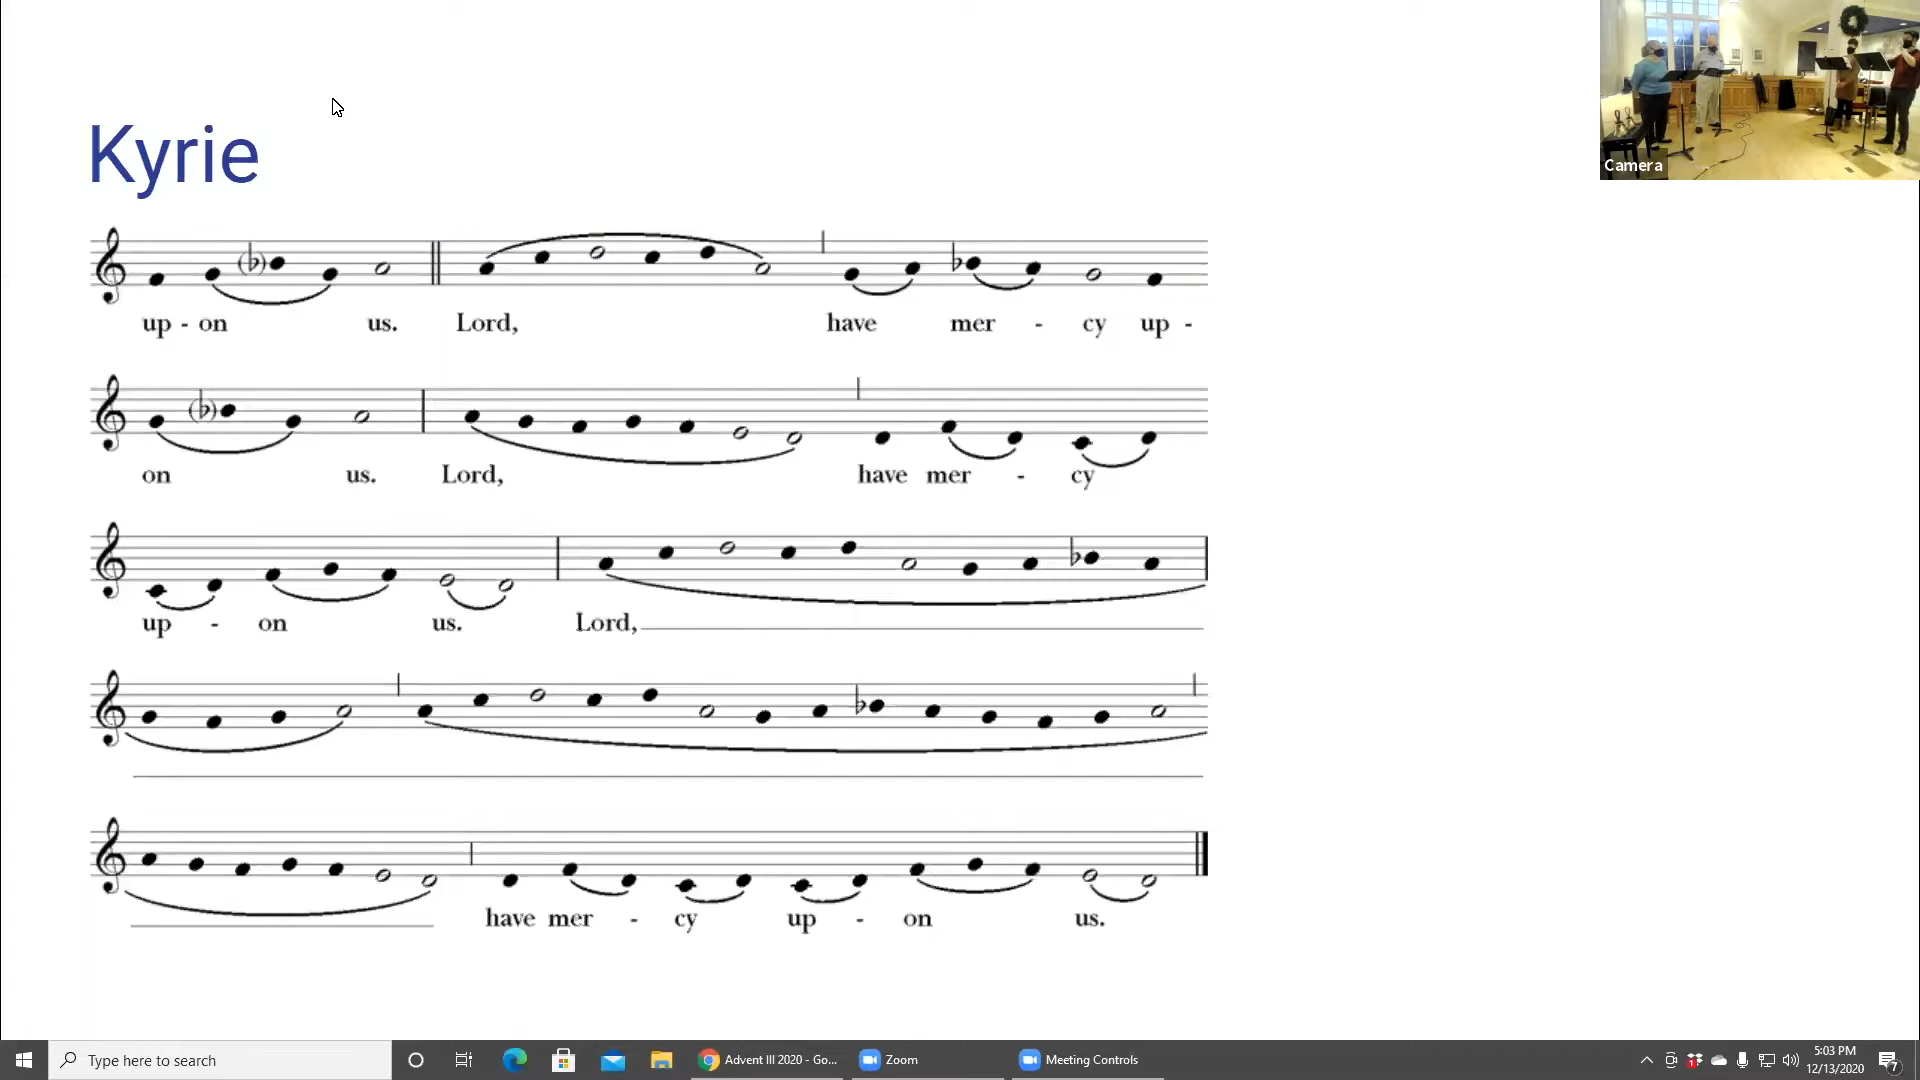 Kyrie
Camera
up - on us. Lord, have mer - cy up -
on us. Lord, have mer - cy
up - on us. Lord,
have mer - cy up - on us.
Type here to search
Advent III 2020 - Go...
Zoom
Meeting Controls
5:03 PM
12/13/2020
1
7